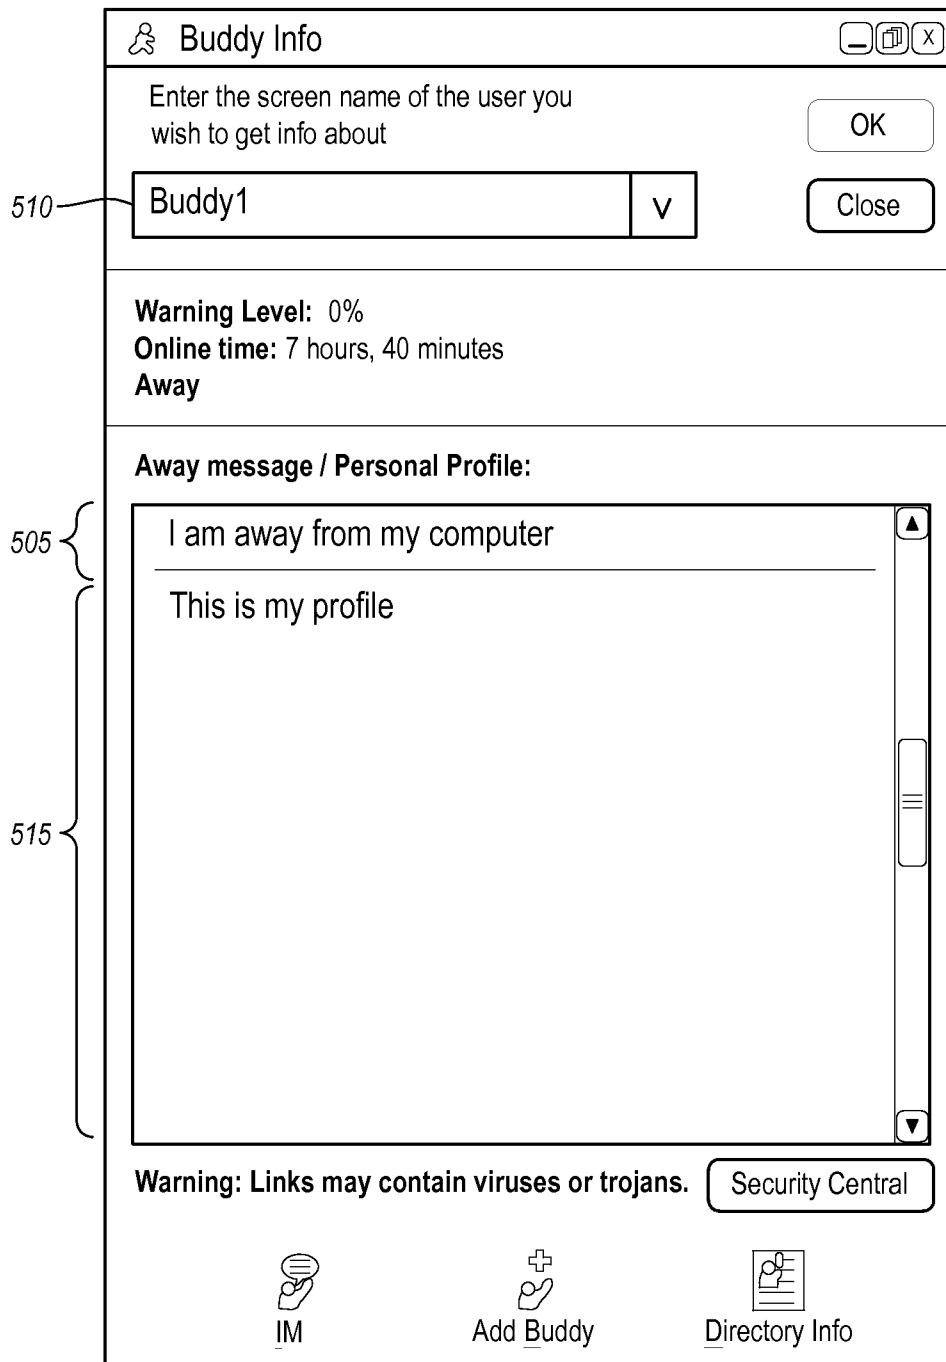 Buddy Info
X
Enter the screen name of the user you
wish to get info about
OK
510
Buddy1
V
Close
Warning Level: 0%
Online time: 7 hours, 40 minutes
Away
Away message / Personal Profile:
505
I am away from my computer
This is my profile
515
Warning: Links may contain viruses or trojans.
Security Central
IM
Add Buddy
Directory Info